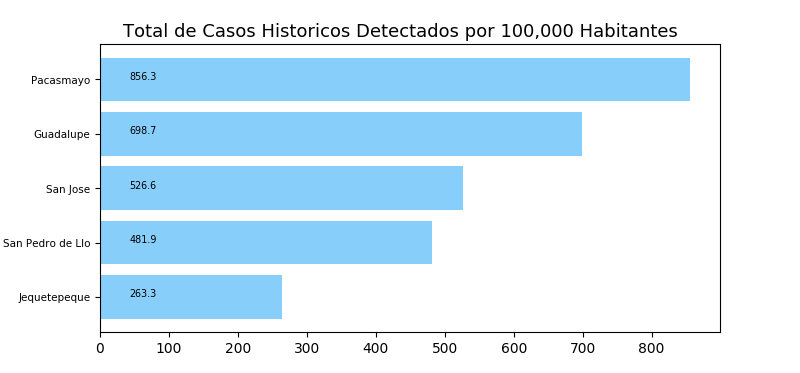 Total de Casos Historicos Detectados por 100,000 Habitantes
Pacasmayo 856.3
Guadalupe 698.7
San Jose 526.6
San Pedro de Llo 481.9
Jequetepeque 263.3
0 100 200 300 400 500 600 700 800